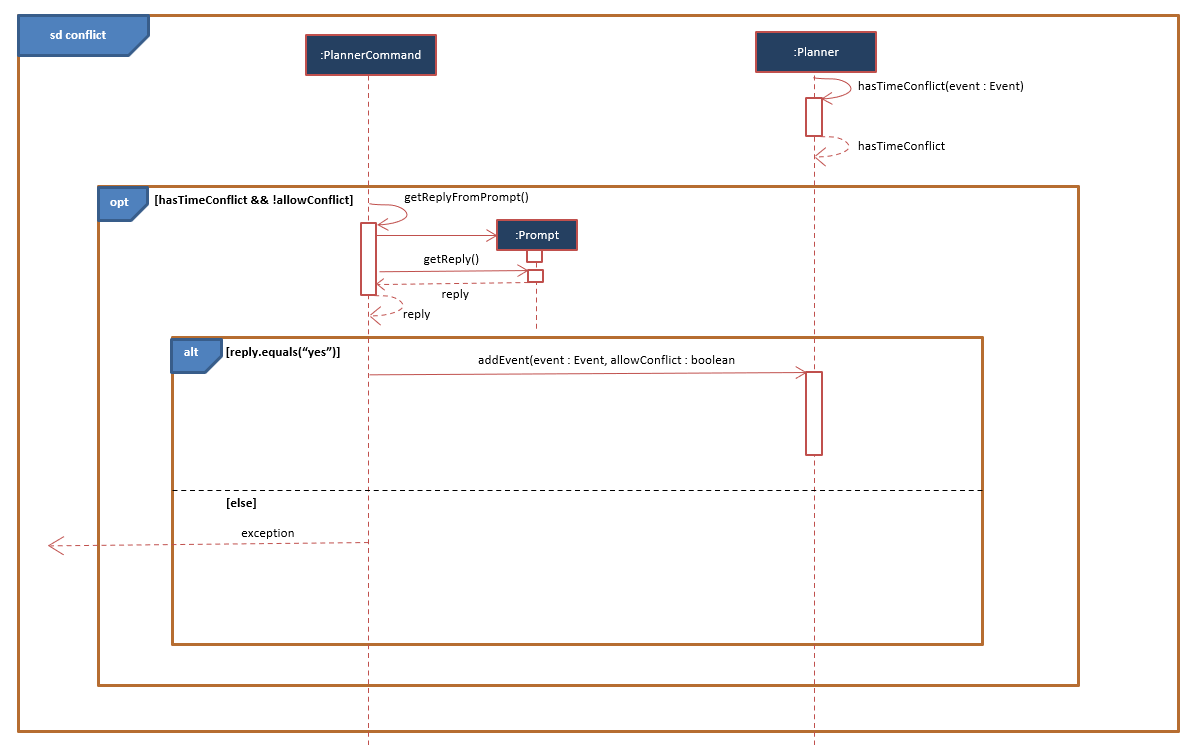 sd conflict
:PlannerCommand
:Planner
hasTimeConflict(event : Event)
hasTimeConflict
opt
[hasTimeConflict && !allowConflict]
getReplyFromPrompt()
:Prompt
getReply()
reply
reply
alt
[reply.equals(“yes”)]
addEvent(event : Event, allowConflict : boolean
[else]
exception